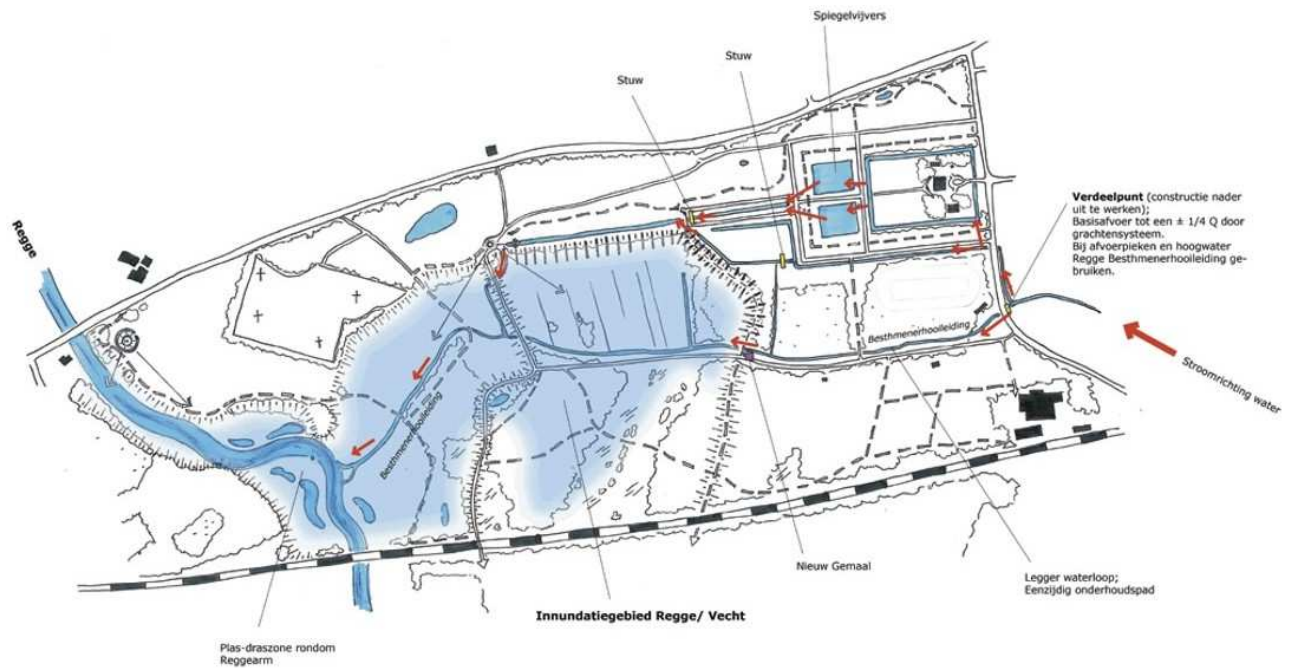 Spiegelvijvers
Stuw
Stuw
Verdeelpunt (constructie nader
uit te werken);
Basisafvoer tot een ± 1/4 Q door
grachtensysteem.
Bij afvoerpieken en hoogwater
Regge Besthmenerhooileiding ge-
bruiken.
Regge
Besthmenerhooileiding
Stroomrichting water
Besthmenerhooileiding
Nieuw Gemaal
Legger waterloop;
Eenzijdig onderhoudspad
Innundatiegebied Regge/ Vecht
Plas-draszone rondom
Reggearm